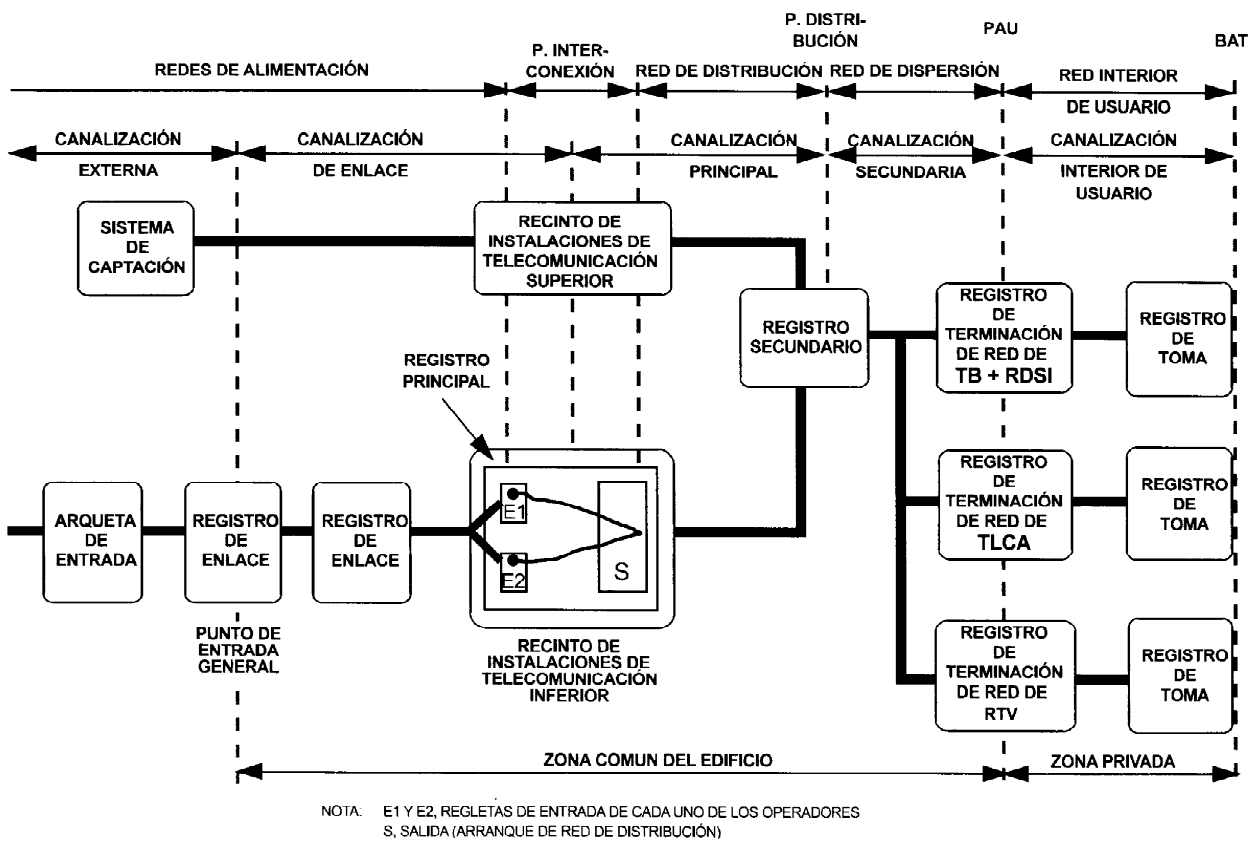 P. DISTRI-
BUCIÓN
PAU
BAT
P. INTER-
CONEXIÓN
REDES DE ALIMENTACIÓN
RED DE DISTRIBUCIÓN
RED DE DISPERSIÓN
RED INTERIOR
DE USUARIO
CANALIZACIÓN
EXTERNA
CANALIZACIÓN
DE ENLACE
CANALIZACIÓN
PRINCIPAL
CANALIZACIÓN
SECUNDARIA
CANALIZACIÓN
INTERIOR DE
USUARIO
SISTEMA
DE
CAPTACIÓN
RECINTO DE
INSTALACIONES DE
TELECOMUNICACIÓN
SUPERIOR
REGISTRO
SECUNDARIO
REGISTRO
DE
TERMINACIÓN
DE RED DE
TB + RDSI
REGISTRO
DE
TOMA
REGISTRO
PRINCIPAL
ARQUETA
DE
ENTRADA
REGISTRO
DE
ENLACE
REGISTRO
DE
ENLACE
E1
E2
S
REGISTRO
DE
TERMINACIÓN
DE RED DE
TLCA
REGISTRO
DE
TOMA
PUNTO DE
ENTRADA
GENERAL
RECINTO DE
INSTALACIONES DE
TELECOMUNICACIÓN
INFERIOR
REGISTRO
DE
TERMINACIÓN
DE RED DE
RTV
REGISTRO
DE
TOMA
ZONA COMUN DEL EDIFICIO
ZONA PRIVADA
NOTA: E1 Y E2, REGLETAS DE ENTRADA DE CADA UNO DE LOS OPERADORES
S, SALIDA (ARRANQUE DE RED DE DISTRIBUCIÓN)